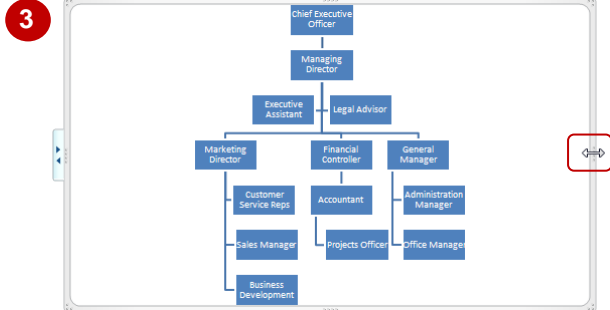 3
Chief Executive
Officer
Managing
Director
Executive
Assistant
Legal Advisor
Marketing
Director
Financial
Controller
General
Manager
Customer
Service Reps
Accountant
Administration
Manager
Sales Manager
Projects Officer
Office Manager
Business
Development